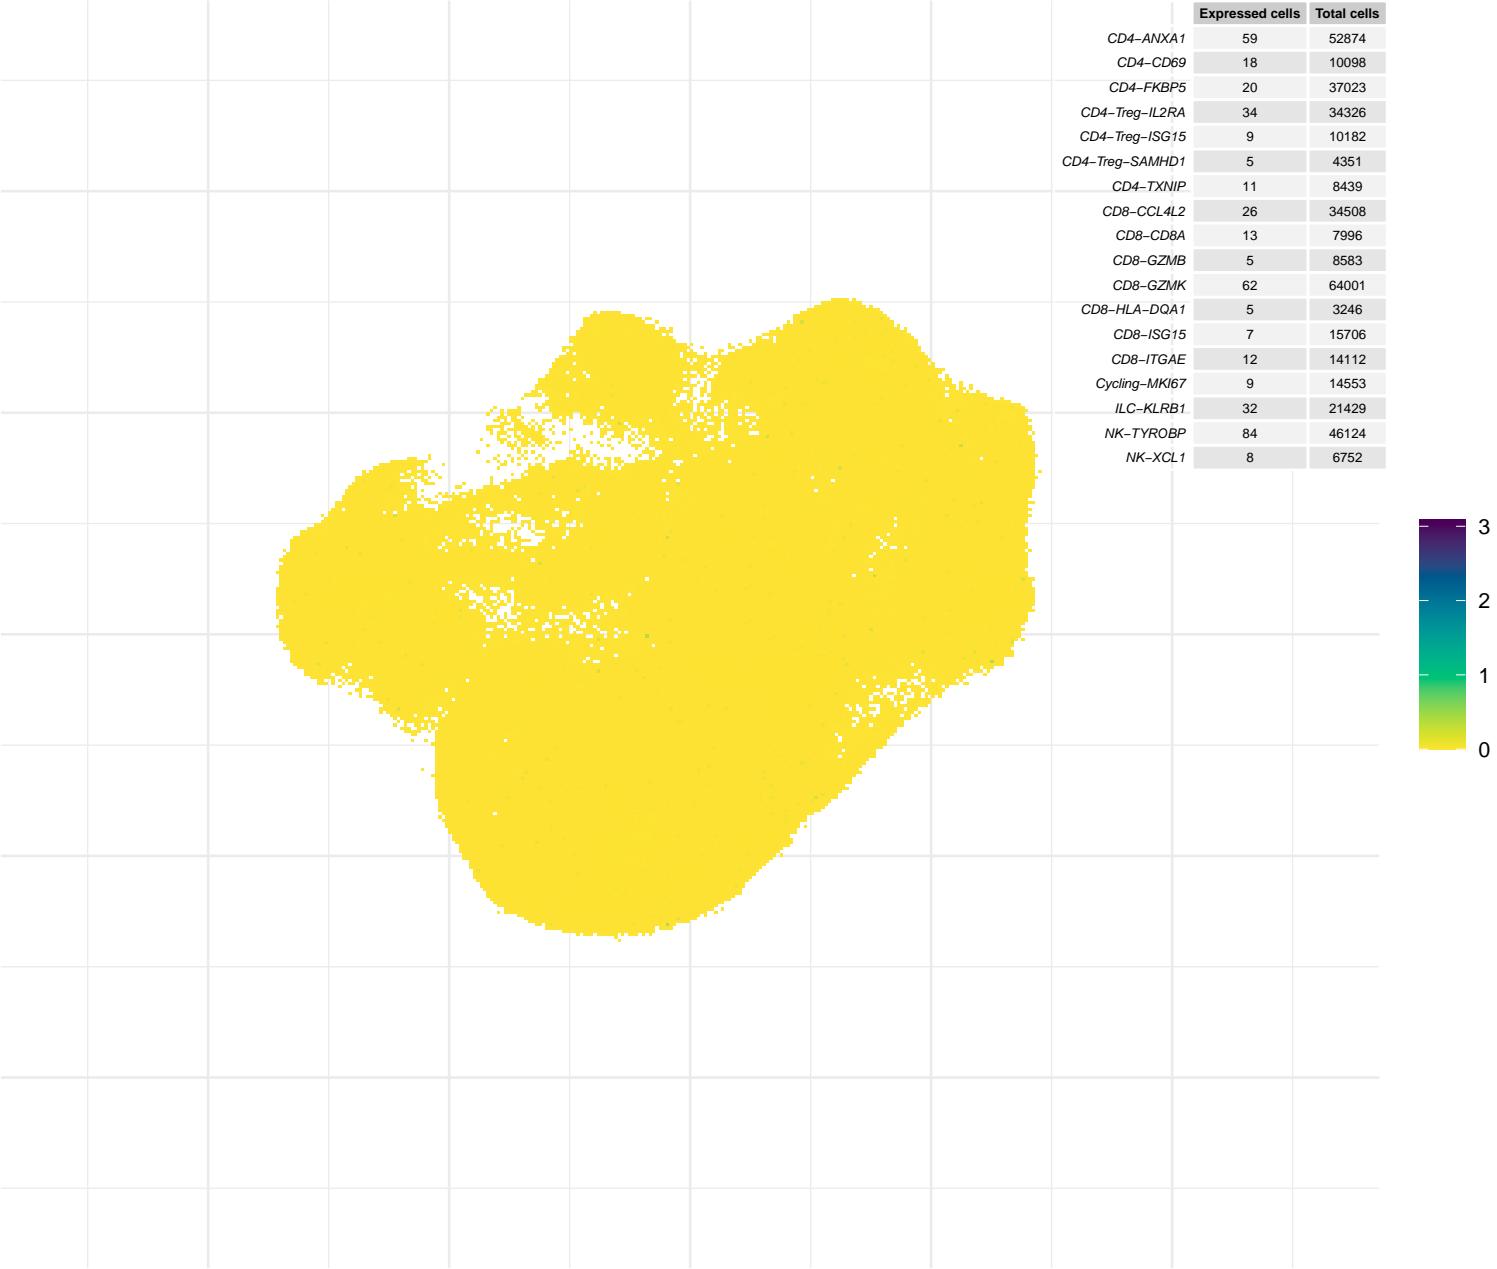 Expressed cells Total cells
CD4−ANXA1 59 52874
CD4−CD69 18 10098
CD4−FKBP5 20 37023
CD4−Treg−IL2RA 34 34326
CD4−Treg−ISG15 9 10182
CD4−Treg−SAMHD1 5 4351
CD4−TXNIP 11 8439
CD8−CCL4L2 26 34508
CD8−CD8A 13 7996
CD8−GZMB 5 8583
CD8−GZMK 62 64001
CD8−HLA−DQA1 5 3246
CD8−ISG15 7 15706
CD8−ITGAE 12 14112
Cycling−MKI67 9 14553
ILC−KLRB1 32 21429
NK−TYROBP 84 46124
NK−XCL1 8 6752
3
2
1
0